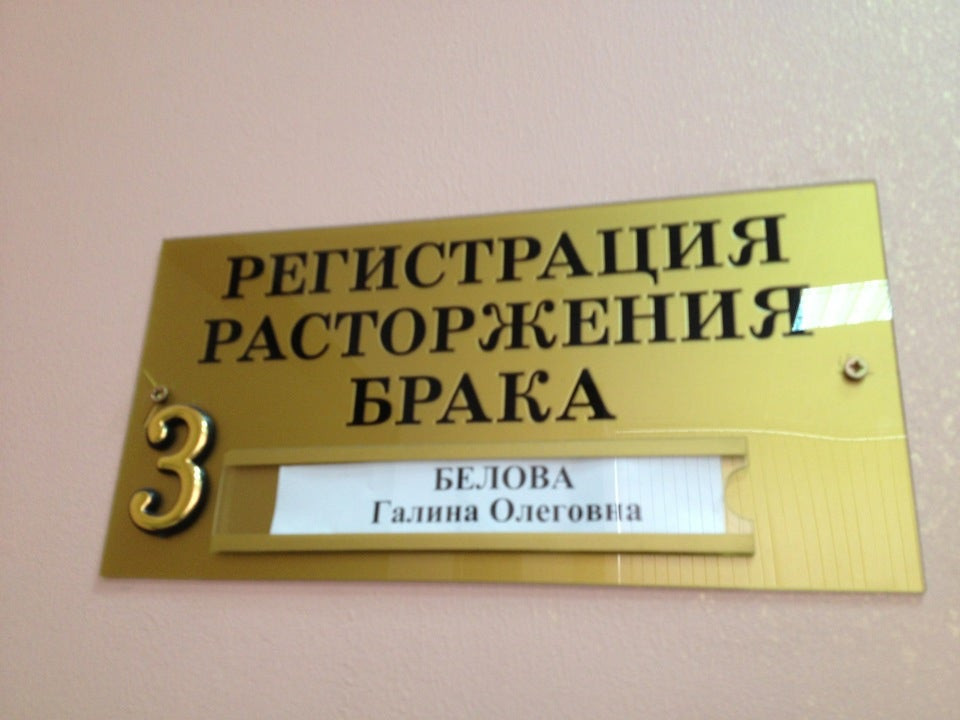 РЕГИСТРАЦИЯ
РАСТОРЖЕНИЯ
БРАКА
3
БЕЛОВА
Галина Олеговна